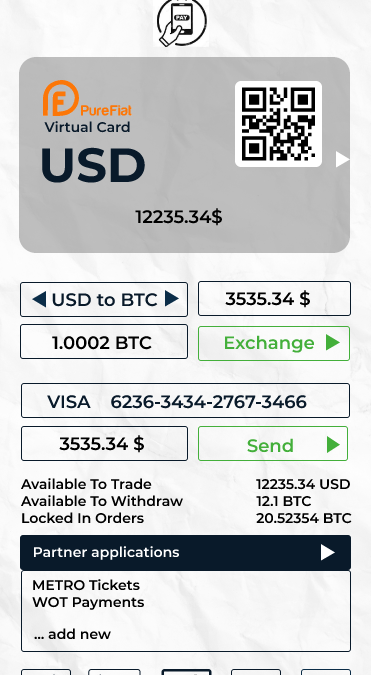 PAY
PureFial
Virtual Card
USD
12235.34$
USD to BTC
3535.34 $
1.0002 BTC
Exchange
VISA 6236-3434-2767-3466
3535.34 $
Send
Available To Trade 12235.34 USD
Available To Withdraw 12.1 BTC
Locked In Orders 20.52354 BTC
Partner applications
METRO Tickets
WOT Payments
... add new